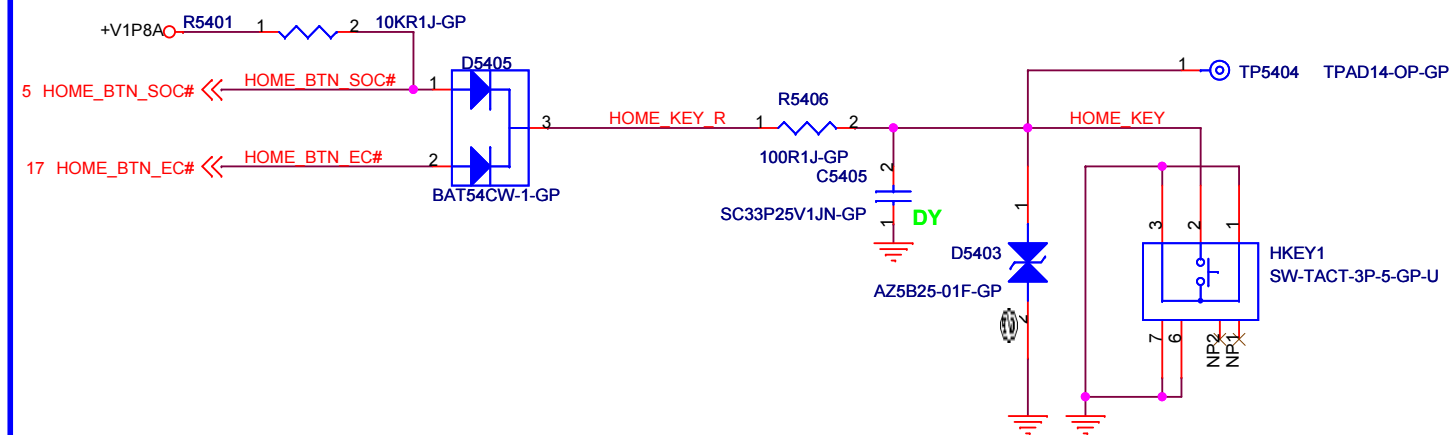 +V1P8A R5401 1 2 10KR1J-GP
5 HOME_BTN_SOC# HOME_BTN_SOC# 1 D5405
17 HOME_BTN_EC# HOME_BTN_EC# 2
BAT54CW-1-GP
3 HOME_KEY_R 1 R5406 2
100R1J-GP
C5405
2
SC33P25V1JN-GP
1
DY
HOME_KEY
1 TP5404 TPAD14-OP-GP
1
D5403
AZ5B25-01F-GP
2
3 2 1
HKEY1
SW-TACT-3P-5-GP-U
7 6 NP2 NP1